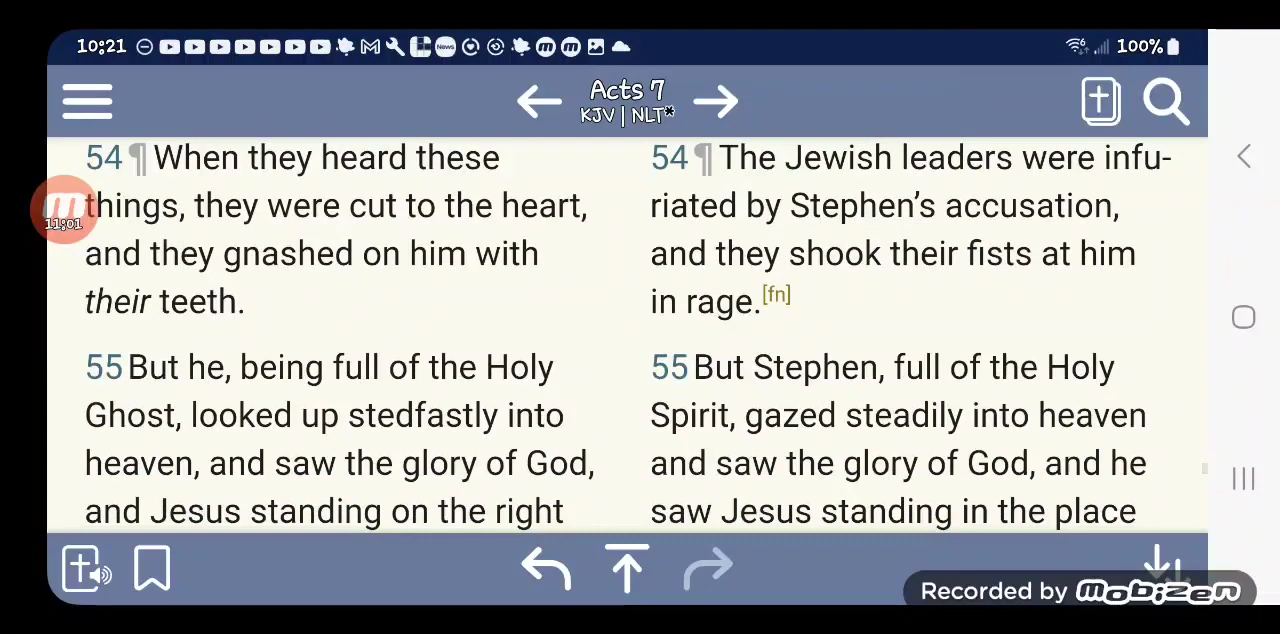 10:21
News
100%
Acts 7
KJV | NLT*
54 ¶ When they heard these
things, they were cut to the heart,
and they gnashed on him with
their teeth.
55 But he, being full of the Holy
Ghost, looked up stedfastly into
heaven, and saw the glory of God,
and Jesus standing on the right
54 ¶ The Jewish leaders were infu-
riated by Stephen’s accusation,
and they shook their fists at him
in rage.[fn]
55 But Stephen, full of the Holy
Spirit, gazed steadily into heaven
and saw the glory of God, and he
saw Jesus standing in the place
11:01
Recorded by Mobizen